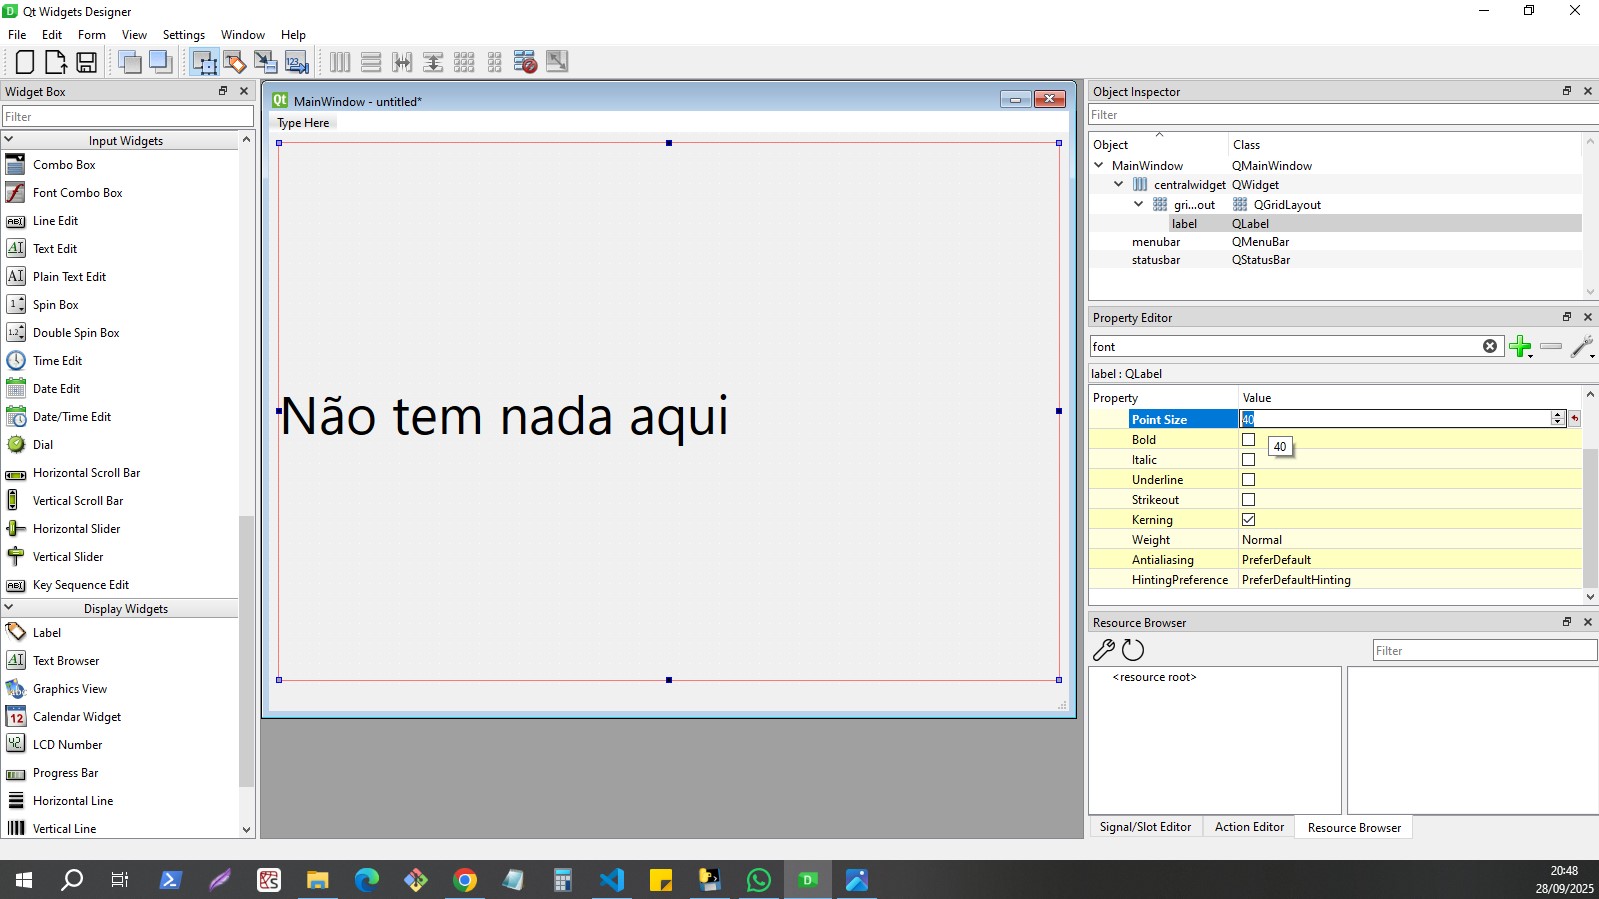 Qt Widgets Designer
File Edit Form View Settings Window Help
Widget Box
Filter
Input Widgets
Combo Box
Font Combo Box
Line Edit
Text Edit
Plain Text Edit
Spin Box
Double Spin Box
Time Edit
Date Edit
Date/Time Edit
Dial
Horizontal Scroll Bar
Vertical Scroll Bar
Horizontal Slider
Vertical Slider
Key Sequence Edit
Display Widgets
Label
Text Browser
Graphics View
Calendar Widget
LCD Number
Progress Bar
Horizontal Line
Vertical Line
MainWindow - untitled*
Type Here
Não tem nada aqui
Object Inspector
Filter
Object Class
MainWindow QMainWindow
centralwidget QWidget
gri...out QGridLayout
label QLabel
menubar QMenuBar
statusbar QStatusBar
Property Editor
font
label : QLabel
Property Value
Point Size 40
Bold
40
Italic
Underline
Strikeout
Kerning
Weight Normal
Antialiasing PreferDefault
HintingPreference PreferDefaultHinting
Resource Browser
Filter
<resource root>
Signal/Slot Editor Action Editor Resource Browser
20:48
28/09/2025